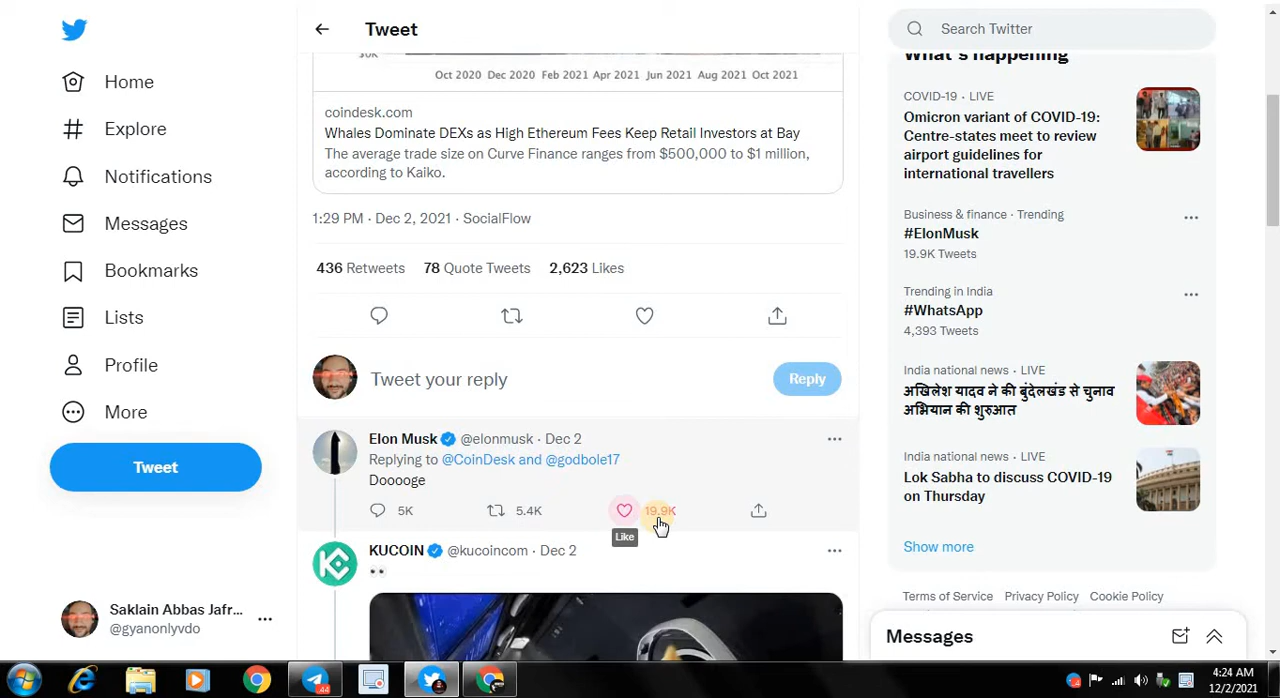 Tweet
Search Twitter
Home
Explore
Notifications
Messages
Bookmarks
Lists
Profile
More
Tweet
Saklain Abbas Jafr...
@gyanonlyvdo
Oct 2020 Dec 2020 Feb 2021 Apr 2021 Jun 2021 Aug 2021 Oct 2021
coindesk.com
Whales Dominate DEXs as High Ethereum Fees Keep Retail Investors at Bay
The average trade size on Curve Finance ranges from $500,000 to $1 million,
according to Kaiko.
1:29 PM · Dec 2, 2021 · SocialFlow
436 Retweets 78 Quote Tweets 2,623 Likes
Tweet your reply
Reply
Elon Musk @elonmusk · Dec 2
Replying to @CoinDesk and @godbole17
Dooooge
5K 5.4K 19.9K
Like
KUCOIN @kucoincom · Dec 2
What's happening
COVID-19 · LIVE
Omicron variant of COVID-19:
Centre-states meet to review
airport guidelines for
international travellers
Business & finance · Trending
#ElonMusk
19.9K Tweets
Trending in India
#WhatsApp
4,393 Tweets
India national news · LIVE
अखिलेश यादव ने की बुंदेलखंड से चुनाव
अभियान की शुरुआत
India national news · LIVE
Lok Sabha to discuss COVID-19
on Thursday
Show more
Terms of Service Privacy Policy Cookie Policy
Messages
4:24 AM
12/2/2021